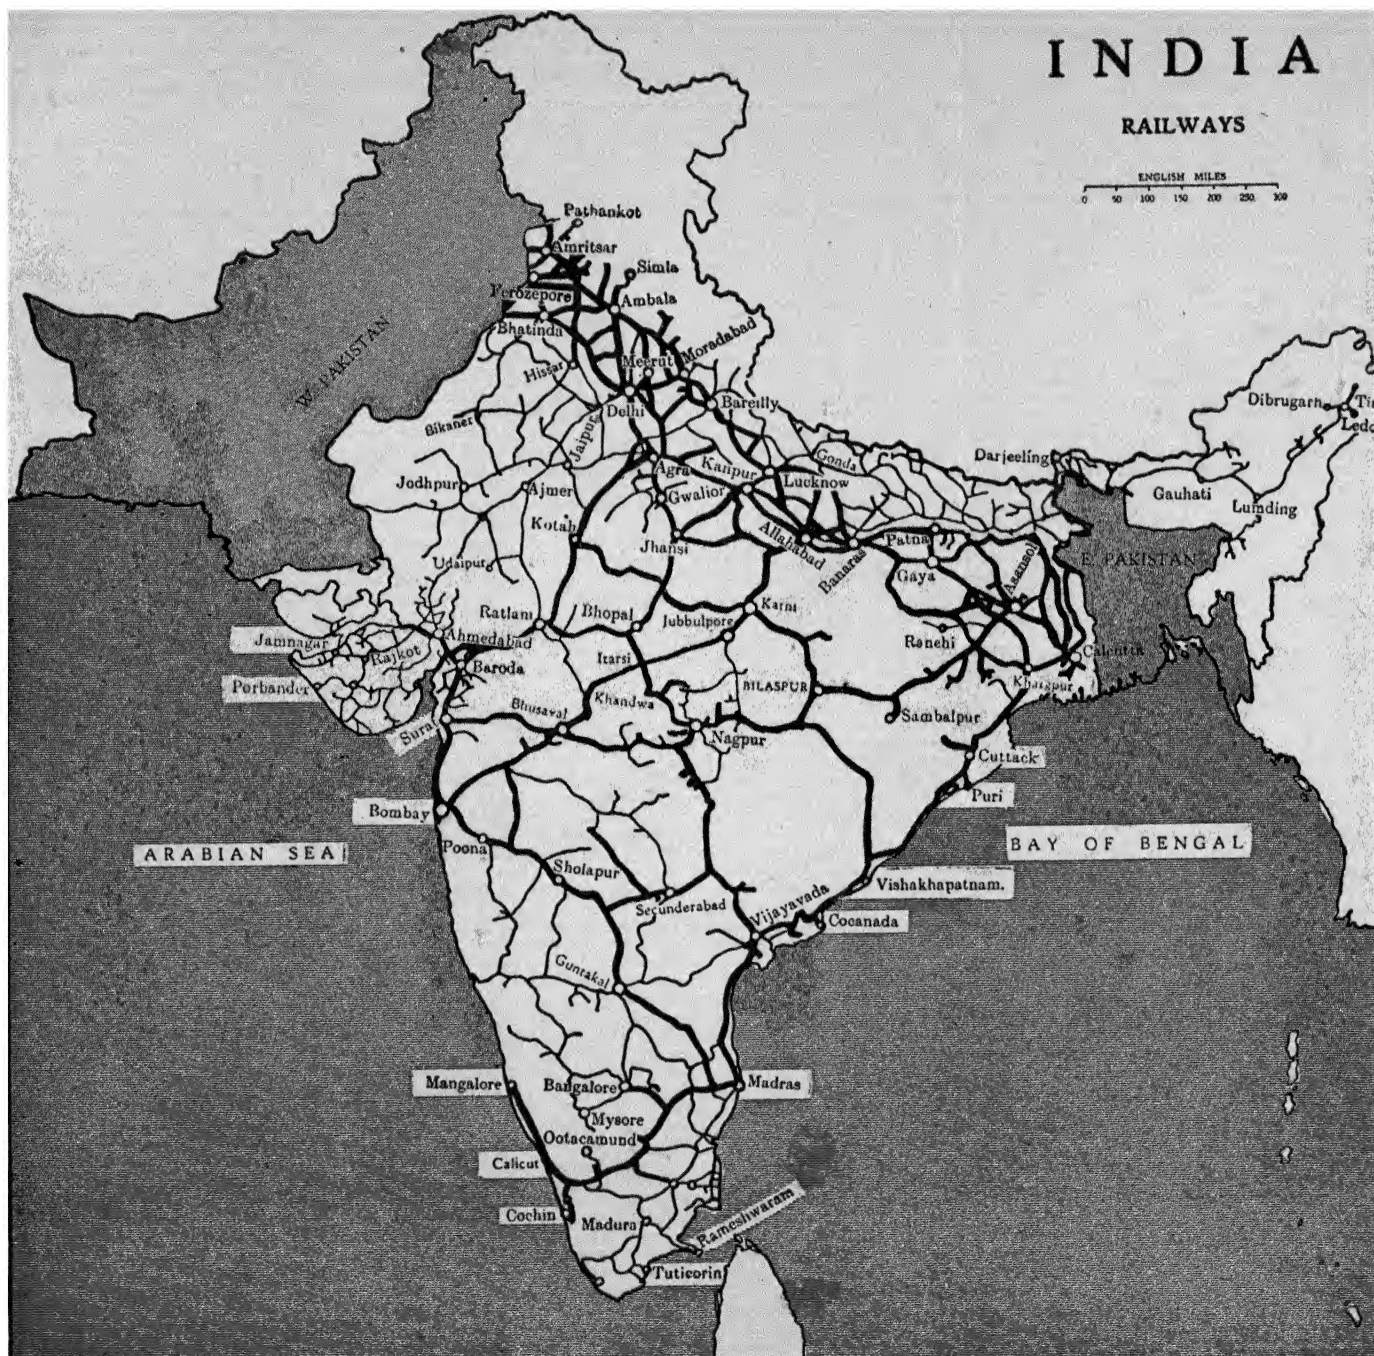 INDIA
RAILWAYS
ENGLISH MILES
0 50 100 150 200 250 300
Pathankot
Amritsar
Simla
Ferozepore
Ambala
Bhatinda
W. PAKISTAN
Moradabad
Meerut
Hissar
Delhi
Bareilly
Dibrugarh
Bikaner
Jaipur
Darjeeling
Agra
Kanpur
Gonda
Lucknow
Jodhpur
Ajmer
Gwalior
Gauhati
Lumding
Kotah
Jhansi
Allahabad
Banaras
Patna
Asansol
E. PAKISTAN
Udaipur
Gaya
Ratlam
Bhopal
Jubbulpore
Katni
Jamnagar
Ahmedabad
Ranchi
Rajkot
Itarsi
Calcutta
Baroda
Khargpur
Porbander
BILASPUR
Khandwa
Bhusaval
Surat
Sambalpur
Nagpur
Cuttack
Puri
Bombay
Poona
ARABIAN SEA
BAY OF BENGAL
Sholapur
Vishakhapatnam.
Secunderabad
Vijayavada
Cocanada
Guntakal
Mangalore
Bangalore
Madras
Mysore
Ootacamund
Calicut
Cochin
Madura
Rameshwaram
Tuticorin